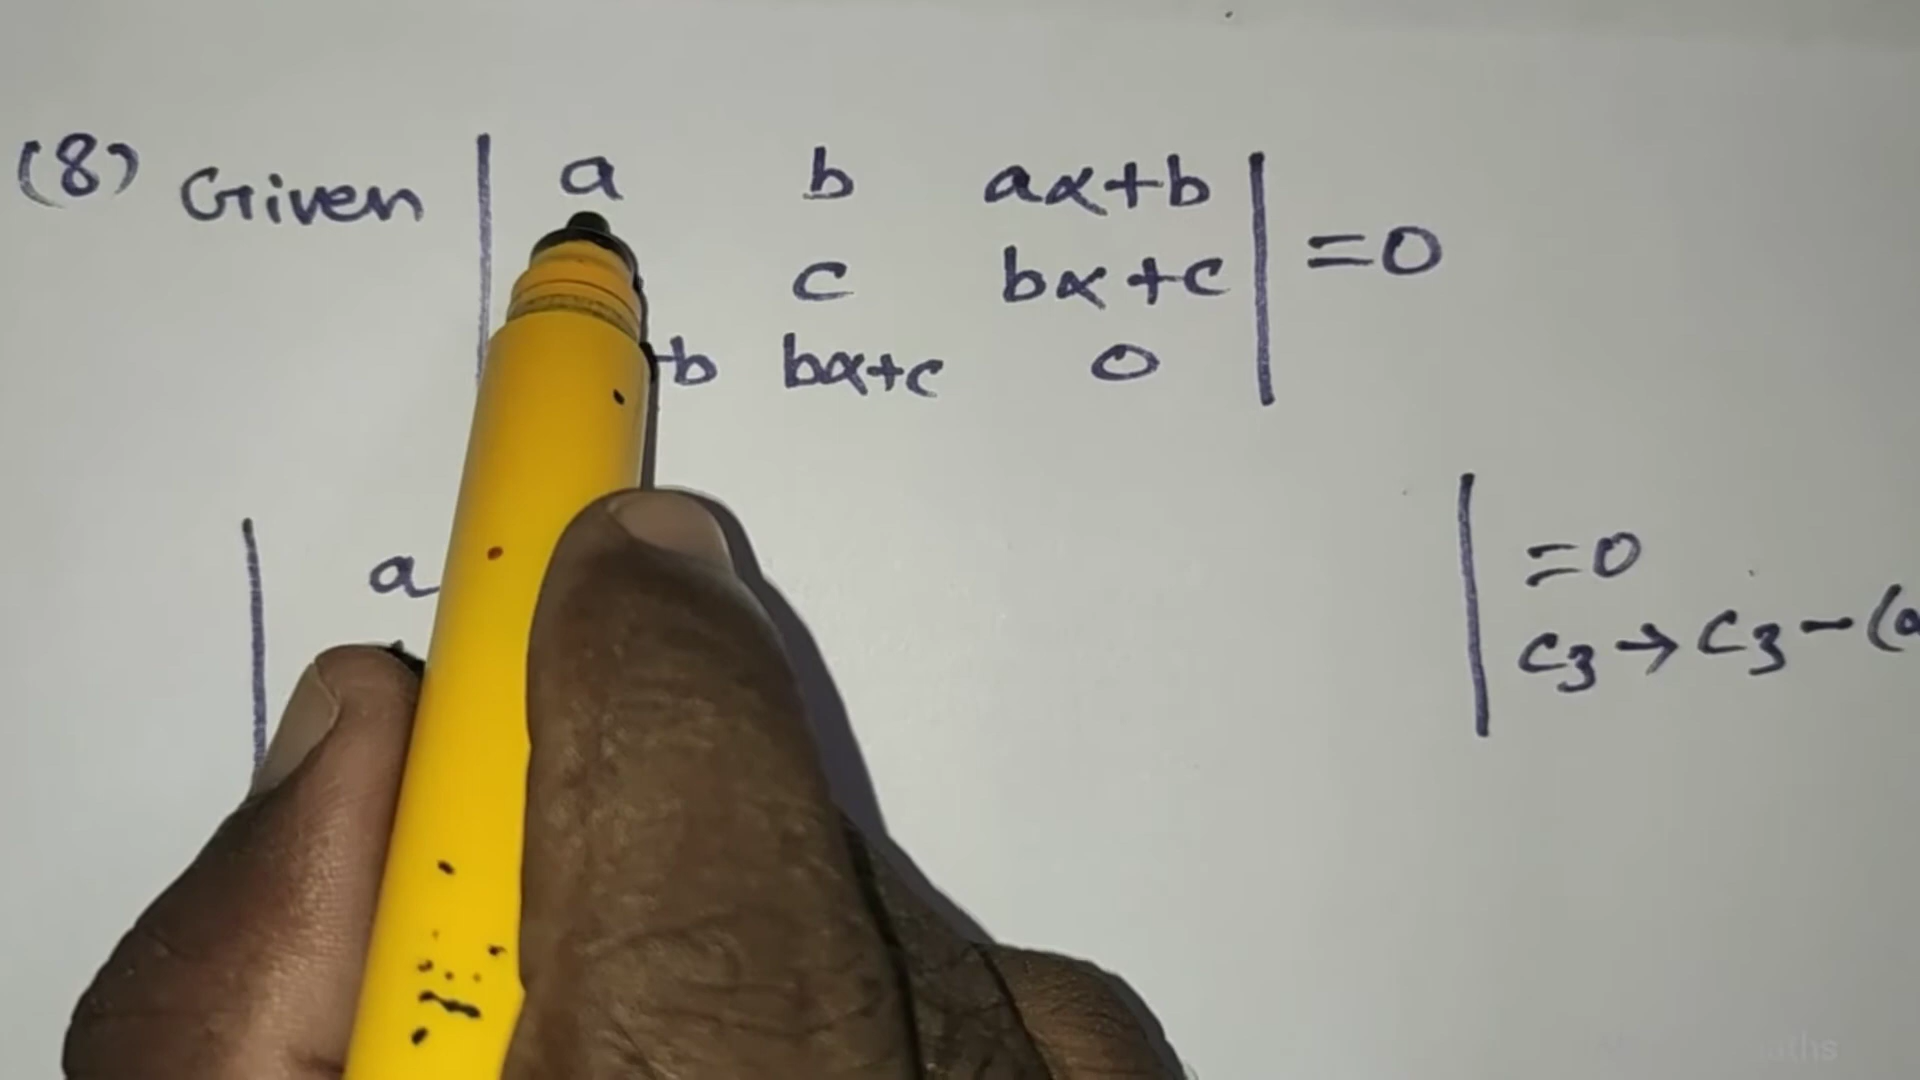 (8) Given | a b aα+b |
c bα+c | =0
b bα+c 0 |
| a | =0
C3→C3-(a